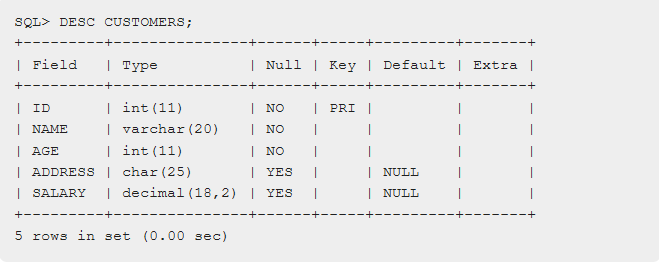 SQL> DESC CUSTOMERS;
+---------+---------------+------+-----+---------+-------+
| Field   | Type          | Null | Key | Default | Extra |
+---------+---------------+------+-----+---------+-------+
| ID      | int(11)       | NO   | PRI |         |       |
| NAME    | varchar(20)   | NO   |     |         |       |
| AGE     | int(11)       | NO   |     |         |       |
| ADDRESS | char(25)      | YES  |     | NULL    |       |
| SALARY  | decimal(18,2) | YES  |     | NULL    |       |
+---------+---------------+------+-----+---------+-------+
5 rows in set (0.00 sec)